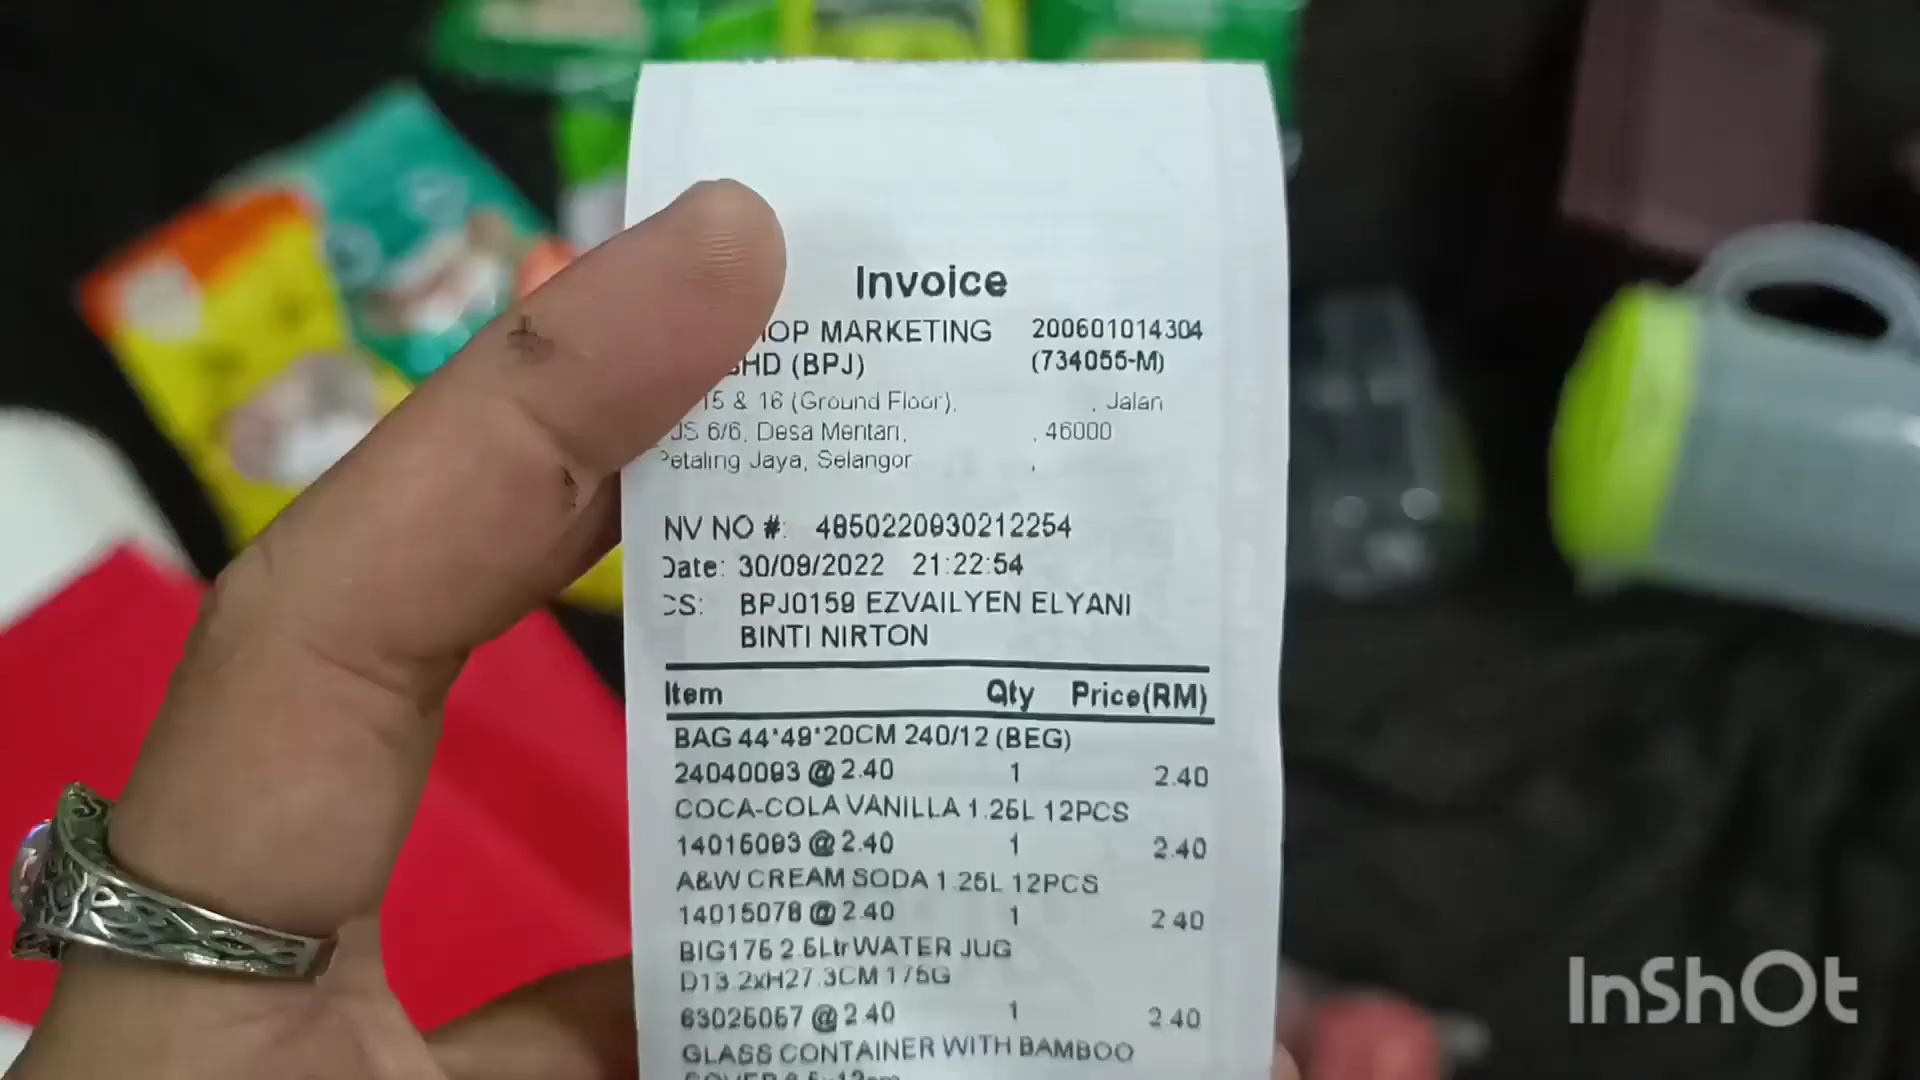 Invoice
OP MARKETING 200601014304
HD (BPJ) (734055-M)
15 & 16 (Ground Floor), , Jalan
JS 6/6, Desa Mentari, , 46000
Petaling Jaya, Selangor ,
NV NO #: 4850220930212254
Date: 30/09/2022 21:22:54
CS: BPJ0159 EZVAILYEN ELYANI
BINTI NIRTON
Item Qty Price(RM)
BAG 44*49*20CM 240/12 (BEG)
24040093 @ 2.40 1 2.40
COCA-COLA VANILLA 1.25L 12PCS
14015093 @ 2.40 1 2.40
A&W CREAM SODA 1.25L 12PCS
14015078 @ 2.40 1 2.40
BIG175 2.5Ltr WATER JUG
D13.2xH27.3CM 175G
63025057 @ 2.40 1 2.40
GLASS CONTAINER WITH BAMBOO
InShOt